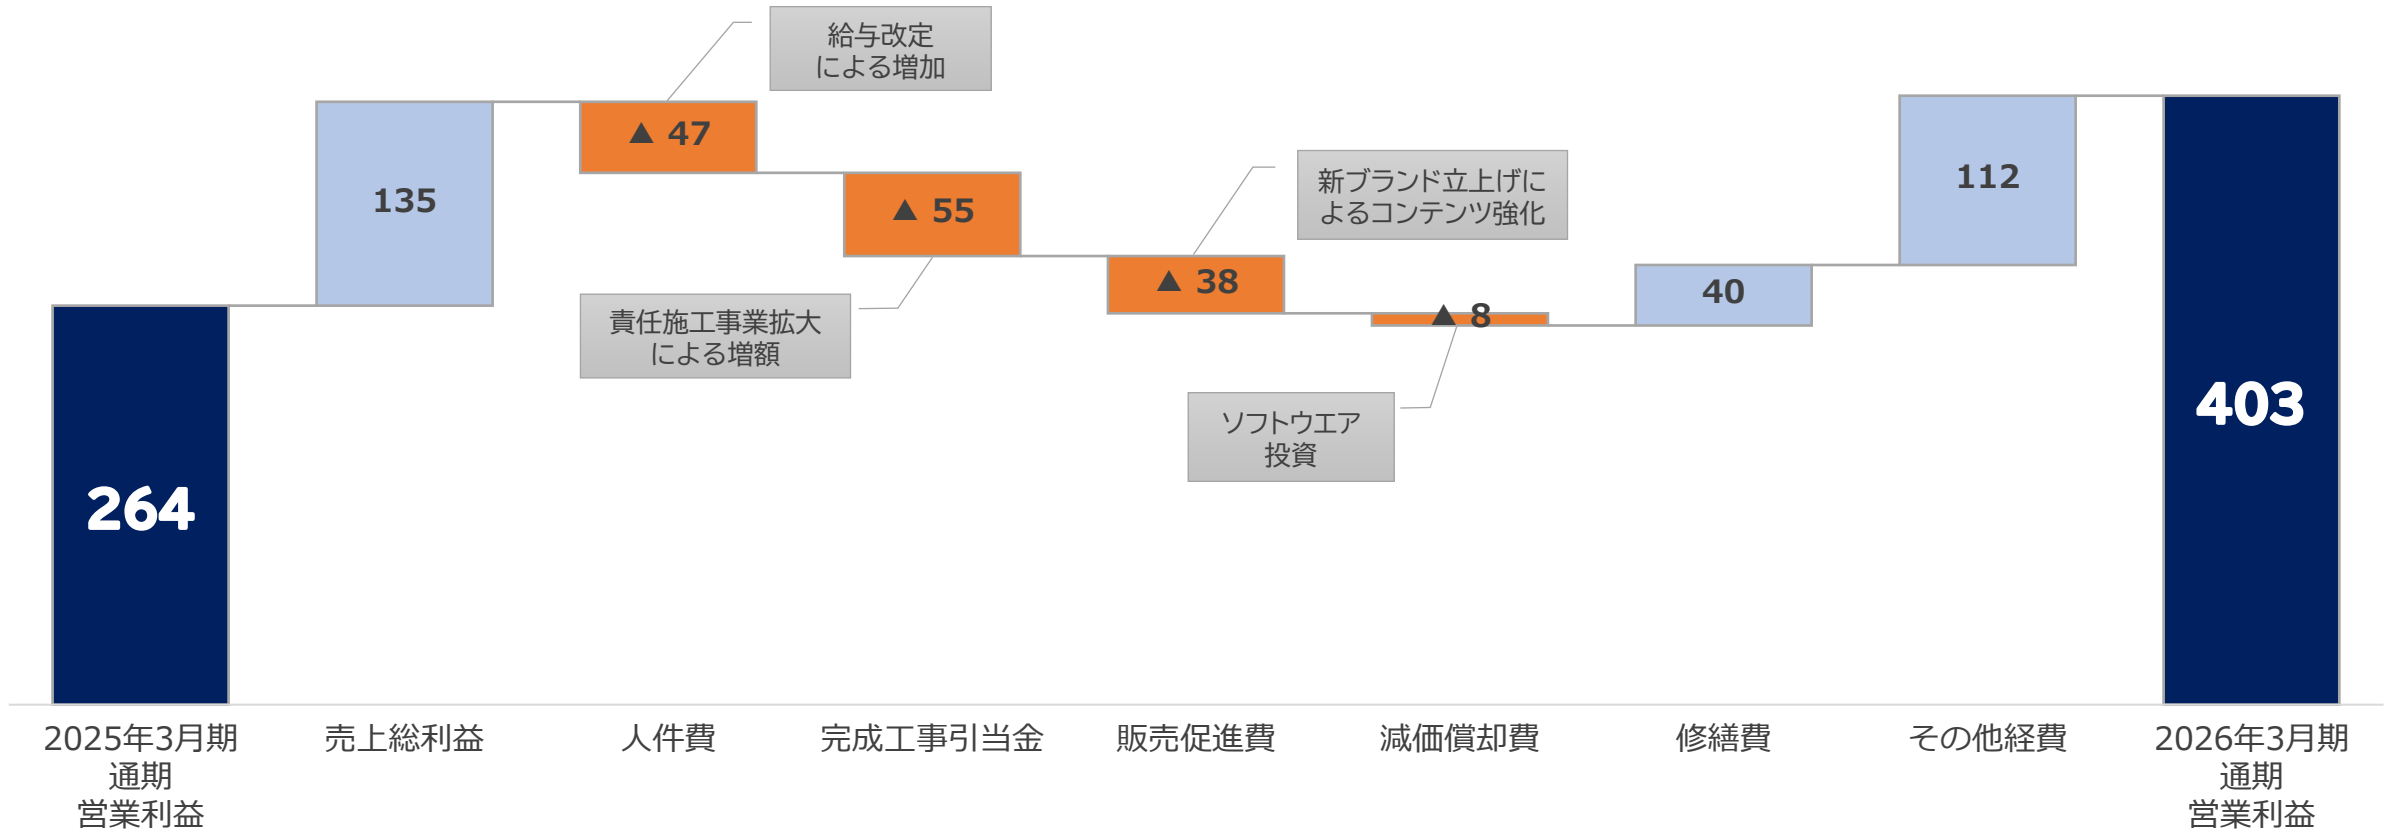 給与改定
による増加
135
▲ 47
▲ 55
新ブランド立上げに
よるコンテンツ強化
112
▲ 38
40
責任施工事業拡大
による増額
▲ 8
ソフトウエア
投資
264
403
2025年3月期
通期
営業利益
売上総利益
人件費
完成工事引当金
販売促進費
減価償却費
修繕費
その他経費
2026年3月期
通期
営業利益